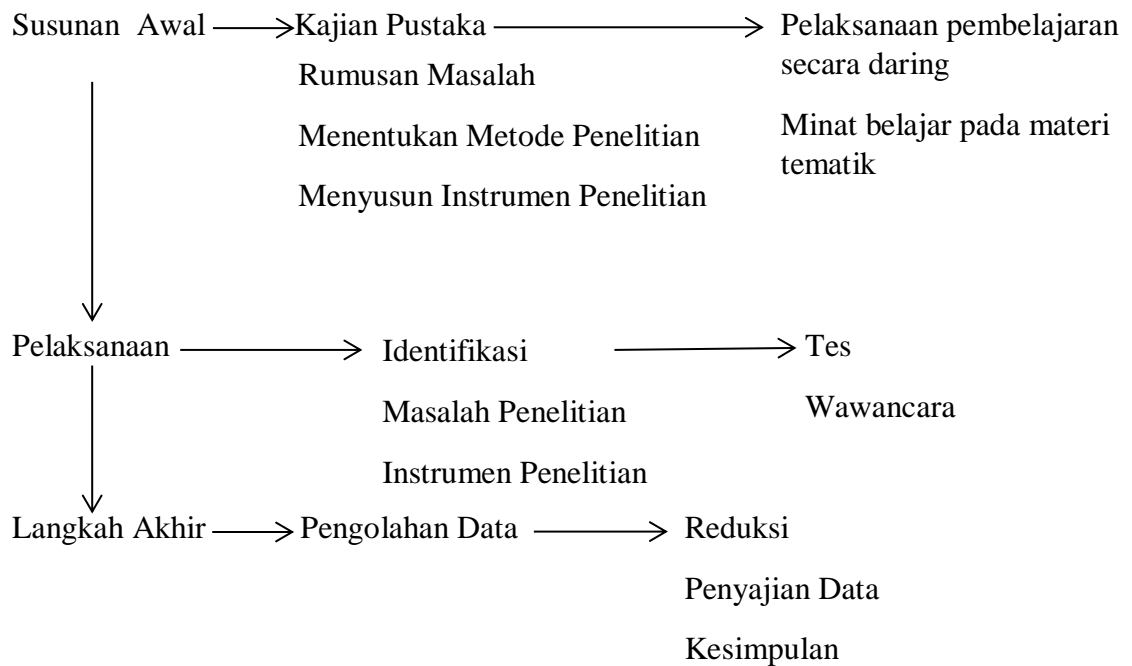 Susunan Awal
Kajian Pustaka
Rumusan Masalah
Menentukan Metode Penelitian
Menyusun Instrumen Penelitian
Pelaksanaan pembelajaran
secara daring
Minat belajar pada materi
tematik
Pelaksanaan
Identifikasi
Masalah Penelitian
Instrumen Penelitian
Tes
Wawancara
Langkah Akhir
Pengolahan Data
Reduksi
Penyajian Data
Kesimpulan